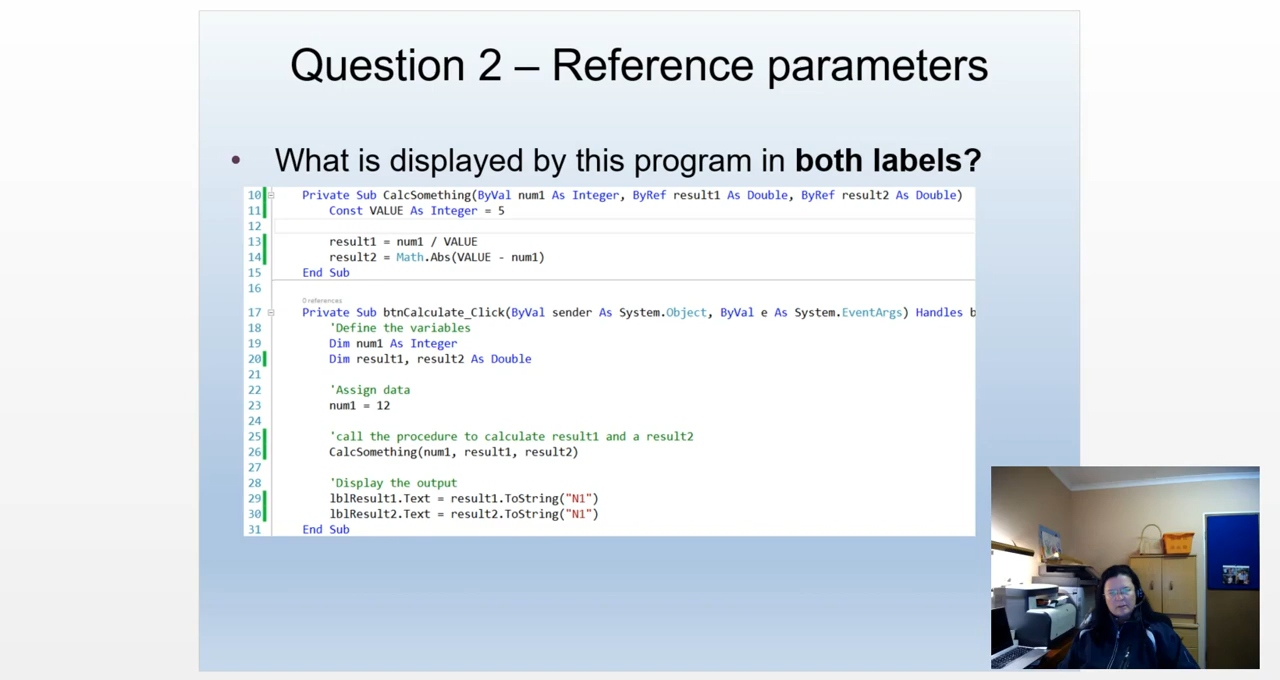 Question 2 – Reference parameters
• What is displayed by this program in both labels?
10 Private Sub CalcSomething(ByVal num1 As Integer, ByRef result1 As Double, ByRef result2 As Double)
11 Const VALUE As Integer = 5
12
13 result1 = num1 / VALUE
14 result2 = Math.Abs(VALUE - num1)
15 End Sub
16
0 references
17 Private Sub btnCalculate_Click(ByVal sender As System.Object, ByVal e As System.EventArgs) Handles b
18 'Define the variables
19 Dim num1 As Integer
20 Dim result1, result2 As Double
21
22 'Assign data
23 num1 = 12
24
25 'call the procedure to calculate result1 and a result2
26 CalcSomething(num1, result1, result2)
27
28 'Display the output
29 lblResult1.Text = result1.ToString("N1")
30 lblResult2.Text = result2.ToString("N1")
31 End Sub